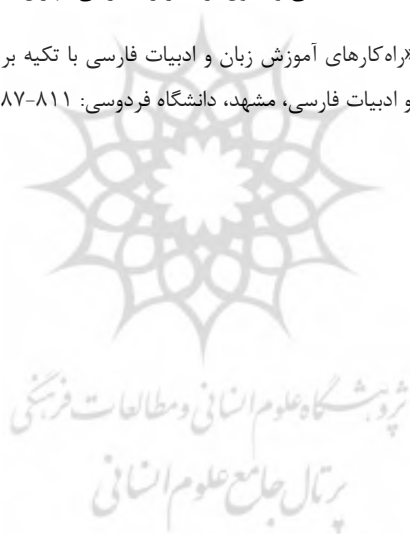 «راه‌کارهای آموزش زبان و ادبیات فارسی با تکیه بر
و ادبیات فارسی، مشهد، دانشگاه فردوسی: ۸۱۱-۸۷
پژوهشگاه علوم انسانی و مطالعات فرهنگی
پرتال جامع علوم انسانی